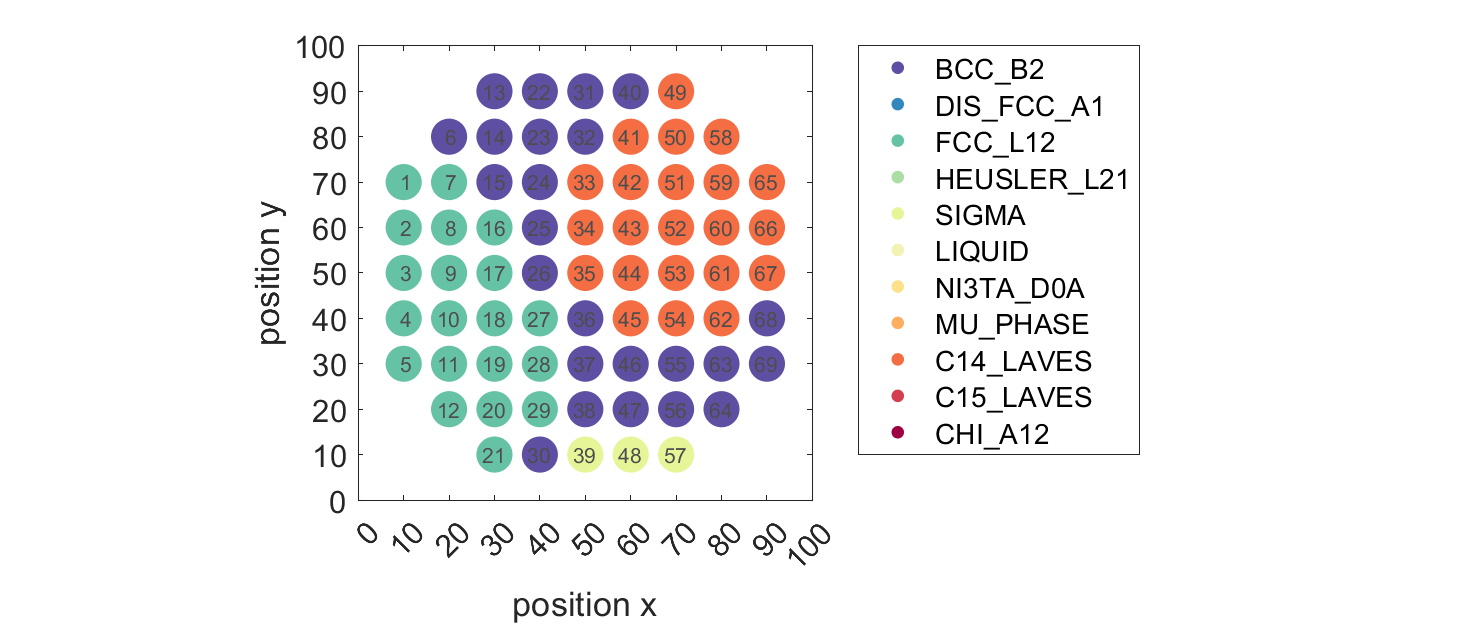 100
90
80
70
60
50
40
30
20
10
0
position y
13 22 31 40 49
6 14 23 32 41 50 58
1 7 15 24 33 42 51 59 65
2 8 16 25 34 43 52 60 66
3 9 17 26 35 44 53 61 67
4 10 18 27 36 45 54 62 68
5 11 19 28 37 46 55 63 69
12 20 29 38 47 56 64
21 30 39 48 57
0 10 20 30 40 50 60 70 80 90 100
position x
BCC_B2
DIS_FCC_A1
FCC_L12
HEUSLER_L21
SIGMA
LIQUID
NI3TA_D0A
MU_PHASE
C14_LAVES
C15_LAVES
CHI_A12